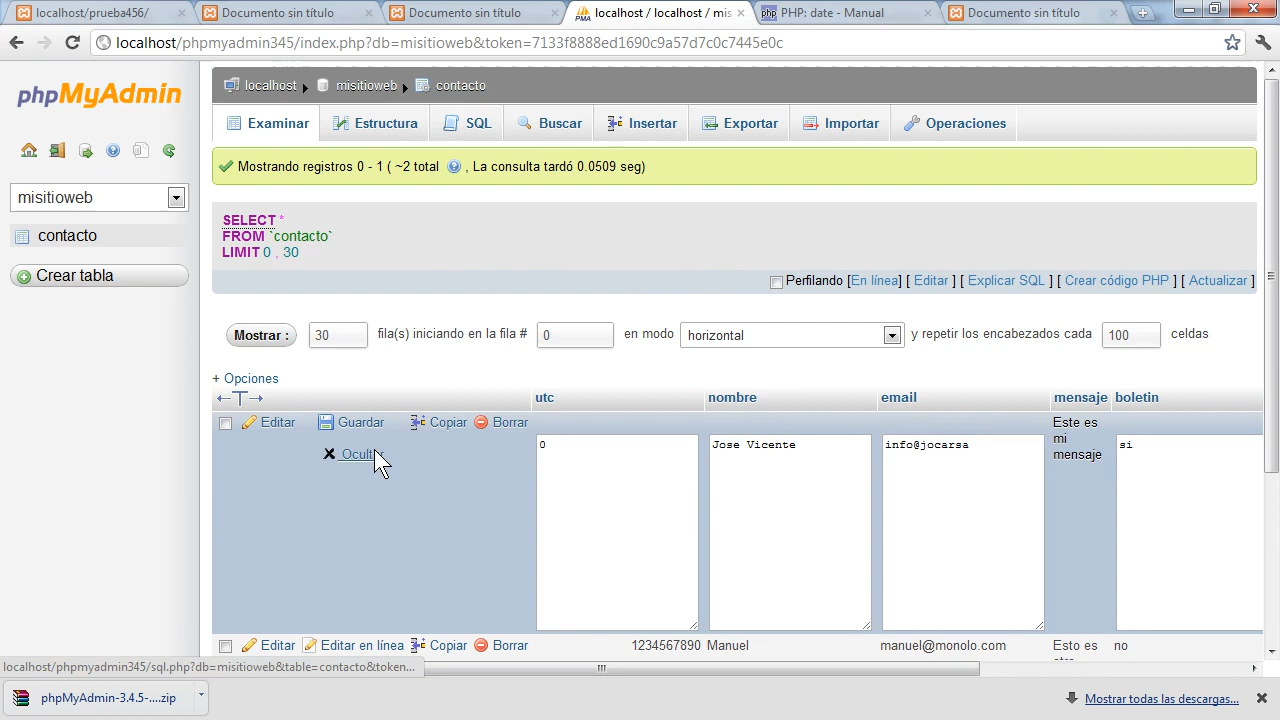 localhost/prueba456/
Documento sin título
Documento sin título
localhost / localhost / mis
PHP: date - Manual
Documento sin título
localhost/phpmyadmin345/index.php?db=misitioweb&token=7133f8888ed1690c9a57d7c0c7445e0c
phpMyAdmin
misitioweb
contacto
Crear tabla
localhost misitioweb contacto
Examinar Estructura SQL Buscar Insertar Exportar Importar Operaciones
Mostrando registros 0 - 1 ( ~2 total , La consulta tardó 0.0509 seg)
SELECT *
FROM `contacto`
LIMIT 0 , 30
Perfilando [En línea] [ Editar ] [ Explicar SQL ] [ Crear código PHP ] [ Actualizar ]
Mostrar : 30 fila(s) iniciando en la fila # 0 en modo horizontal y repetir los encabezados cada 100 celdas
+ Opciones
←T→ utc nombre email mensaje boletin
Editar Guardar Copiar Borrar
X Ocultar
0
Jose Vicente
info@jocarsa
Este es
mi
mensaje
si
Editar Editar en línea Copiar Borrar 1234567890 Manuel manuel@monolo.com Esto es no
localhost/phpmyadmin345/sql.php?db=misitioweb&table=contacto&token...
phpMyAdmin-3.4.5-....zip
Mostrar todas las descargas...